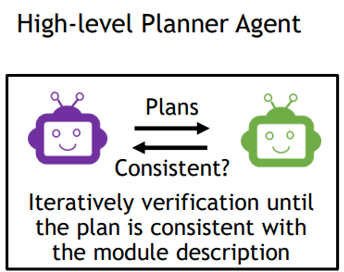 High-level Planner Agent
Plans
Consistent?
Iteratively verification until
the plan is consistent with
the module description